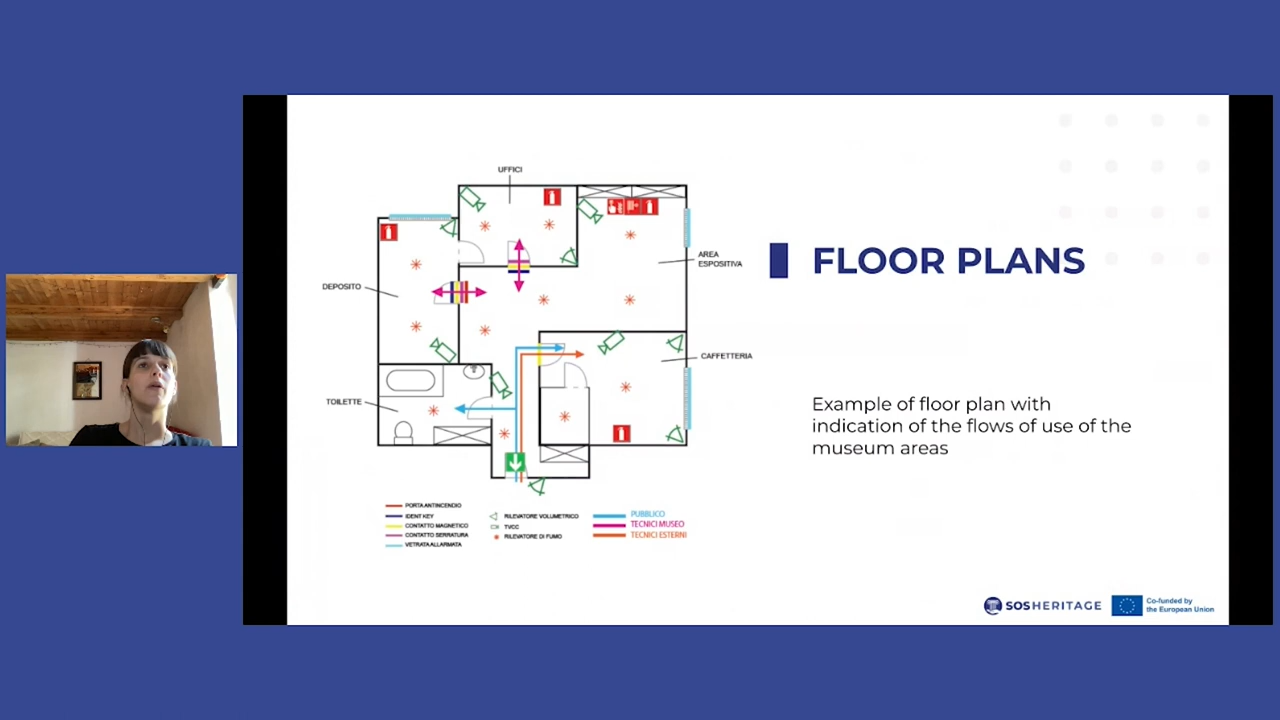 UFFICI
AREA
ESPOSITIVA
DEPOSITO
CAFFETTERIA
TOILETTE
PORTA ANTINCENDIO
IDENT KEY
CONTATTO MAGNETICO
CONTATTO SERRATURA
VETRATA ALLARMATA
RILEVATORE VOLUMETRICO
TVCC
RILEVATORE DI FUMO
PUBBLICO
TECNICI MUSEO
TECNICI ESTERNI
FLOOR PLANS
Example of floor plan with
indication of the flows of use of the
museum areas
SOSHERITAGE
Co-funded by
the European Union